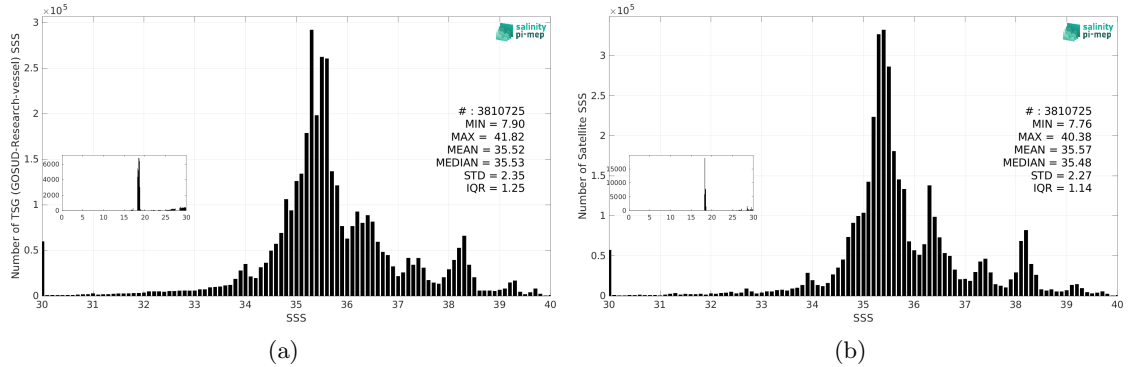 ×10⁵
3
2.5
2
1.5
1
0.5
0
Number of TSG (GOSUD-Research-vessel) SSS
salinity
pi-mep
# : 3810725
MIN = 7.90
MAX = 41.82
MEAN = 35.52
MEDIAN = 35.53
STD = 2.35
IQR = 1.25
6000
4000
2000
0
0 5 10 15 20 25 30
30 31 32 33 34 35 36 37 38 39 40
SSS
(a)
×10⁵
3
2.5
2
1.5
1
0.5
0
Number of Satellite SSS
salinity
pi-mep
# : 3810725
MIN = 7.76
MAX = 40.38
MEAN = 35.57
MEDIAN = 35.48
STD = 2.27
IQR = 1.14
15000
10000
5000
0
0 5 10 15 20 25 30
30 31 32 33 34 35 36 37 38 39 40
SSS
(b)